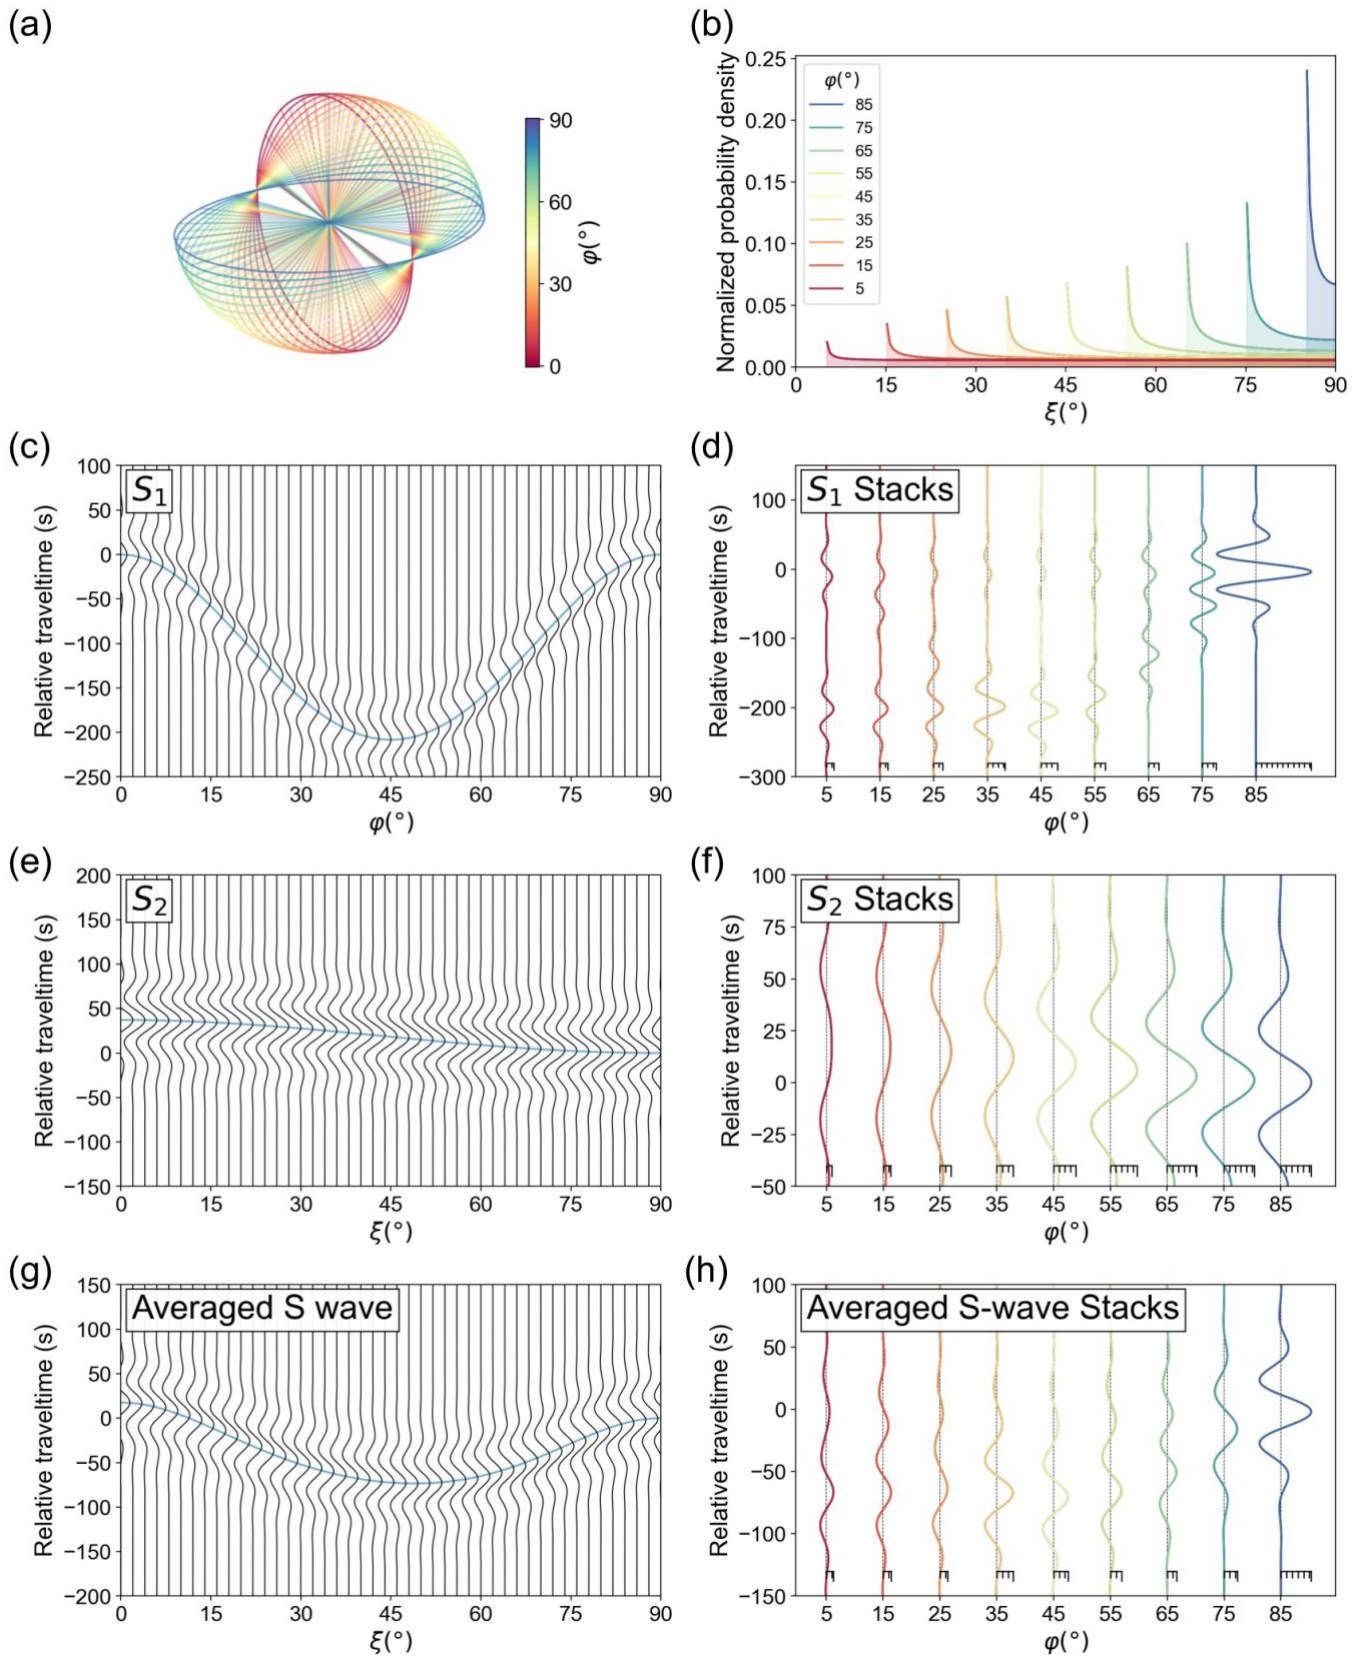 (a)
90
60
30
0
φ(°)
(b)
Normalized probability density
0.25
0.20
0.15
0.10
0.05
0.00
φ(°)
85
75
65
55
45
35
25
15
5
0 15 30 45 60 75 90
ξ(°)
(c)
S₁
Relative traveltime (s)
100
50
0
−50
−100
−150
−200
−250
0 15 30 45 60 75 90
φ(°)
(d)
S₁ Stacks
Relative traveltime (s)
100
0
−100
−200
−300
5 15 25 35 45 55 65 75 85
φ(°)
(e)
S₂
Relative traveltime (s)
200
150
100
50
0
−50
−100
−150
0 15 30 45 60 75 90
ξ(°)
(f)
S₂ Stacks
Relative traveltime (s)
100
75
50
25
0
−25
−50
5 15 25 35 45 55 65 75 85
φ(°)
(g)
Averaged S wave
Relative traveltime (s)
150
100
50
0
−50
−100
−150
−200
0 15 30 45 60 75 90
ξ(°)
(h)
Averaged S-wave Stacks
Relative traveltime (s)
100
50
0
−50
−100
−150
5 15 25 35 45 55 65 75 85
φ(°)